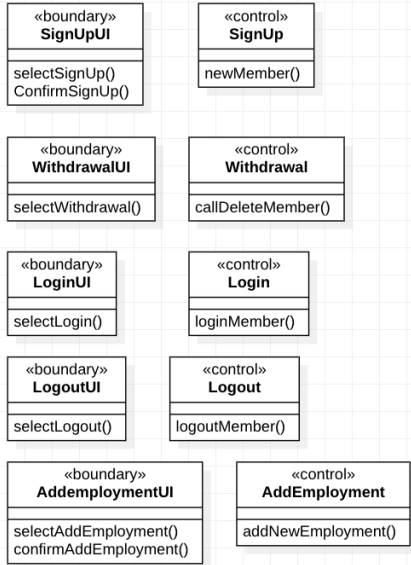 «boundary»
SignUpUI
selectSignUp()
ConfirmSignUp()
«control»
SignUp
newMember()
«boundary»
WithdrawalUI
selectWithdrawal()
«control»
Withdrawal
callDeleteMember()
«boundary»
LoginUI
selectLogin()
«control»
Login
loginMember()
«boundary»
LogoutUI
selectLogout()
«control»
Logout
logoutMember()
«boundary»
AddemploymentUI
selectAddEmployment()
confirmAddEmployment()
«control»
AddEmployment
addNewEmployment()